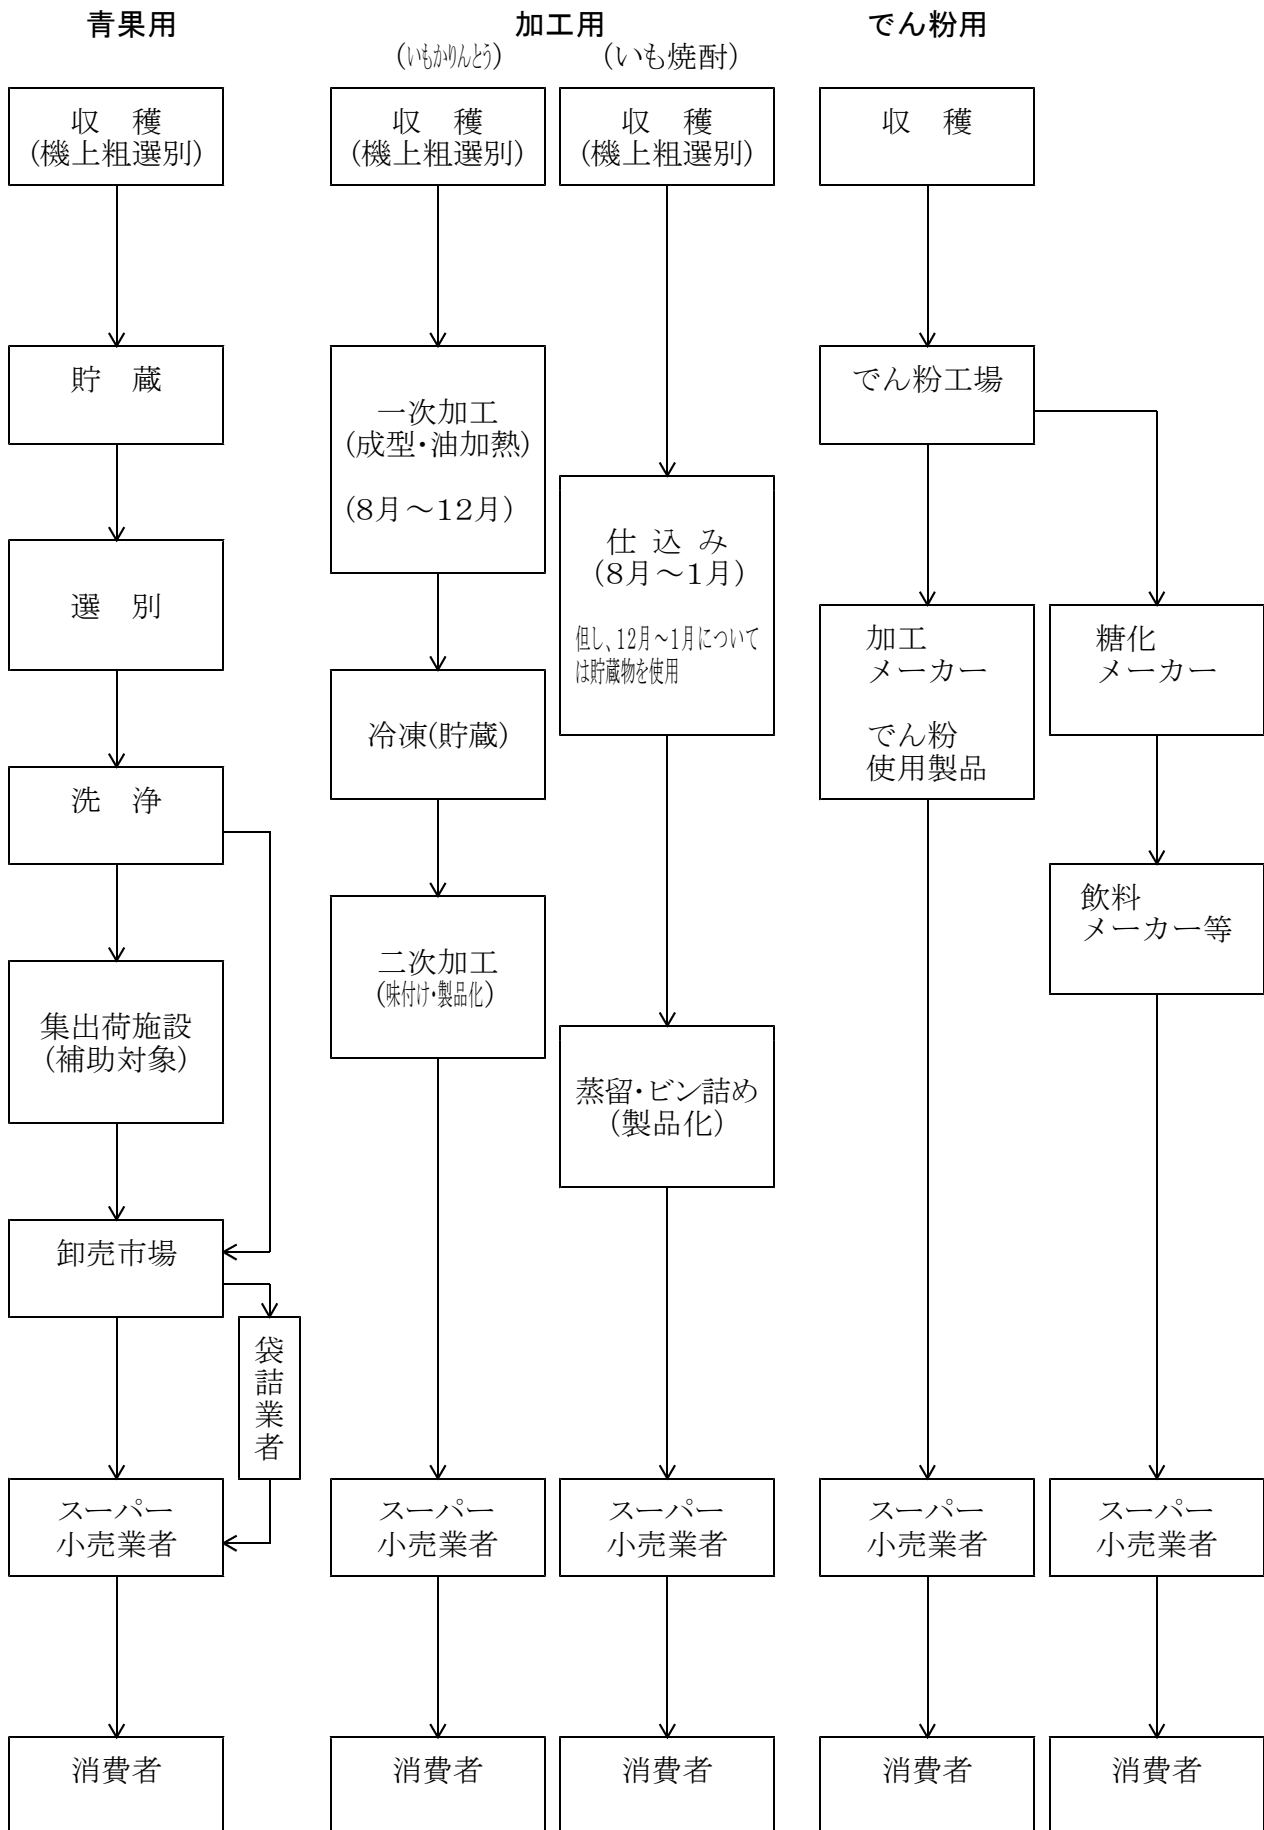 青果用
収　穫
(機上粗選別)
貯　蔵
選　別
洗　浄
集出荷施設
(補助対象)
卸売市場
袋詰業者
スーパー
小売業者
消費者
加工用
(いもかりんとう)
収　穫
(機上粗選別)
一次加工
(成型・油加熱)
(8月～12月)
冷凍(貯蔵)
二次加工
(味付け・製品化)
スーパー
小売業者
消費者
(いも焼酎)
収　穫
(機上粗選別)
仕 込 み
(8月～1月)
但し、12月～1月について
は貯蔵物を使用
蒸留・ビン詰め
(製品化)
スーパー
小売業者
消費者
でん粉用
収　穫
でん粉工場
加工
メーカー
でん粉
使用製品
スーパー
小売業者
消費者
糖化
メーカー
飲料
メーカー等
スーパー
小売業者
消費者